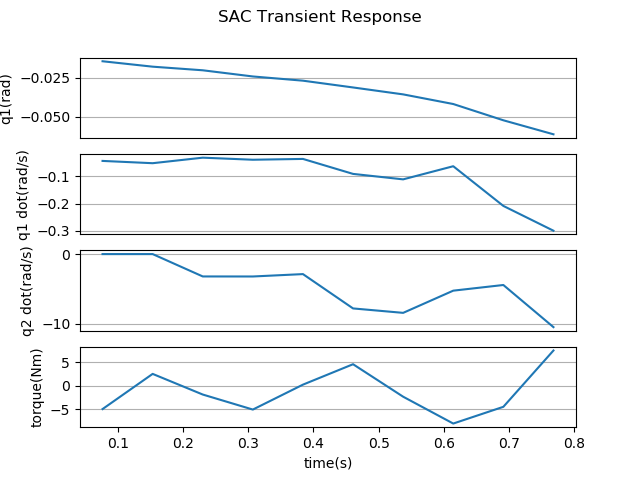 SAC Transient Response
q1(rad)
−0.025
−0.050
q1 dot(rad/s)
−0.1
−0.2
−0.3
q2 dot(rad/s)
0
−10
torque(Nm)
5
0
−5
0.1 0.2 0.3 0.4 0.5 0.6 0.7 0.8
time(s)